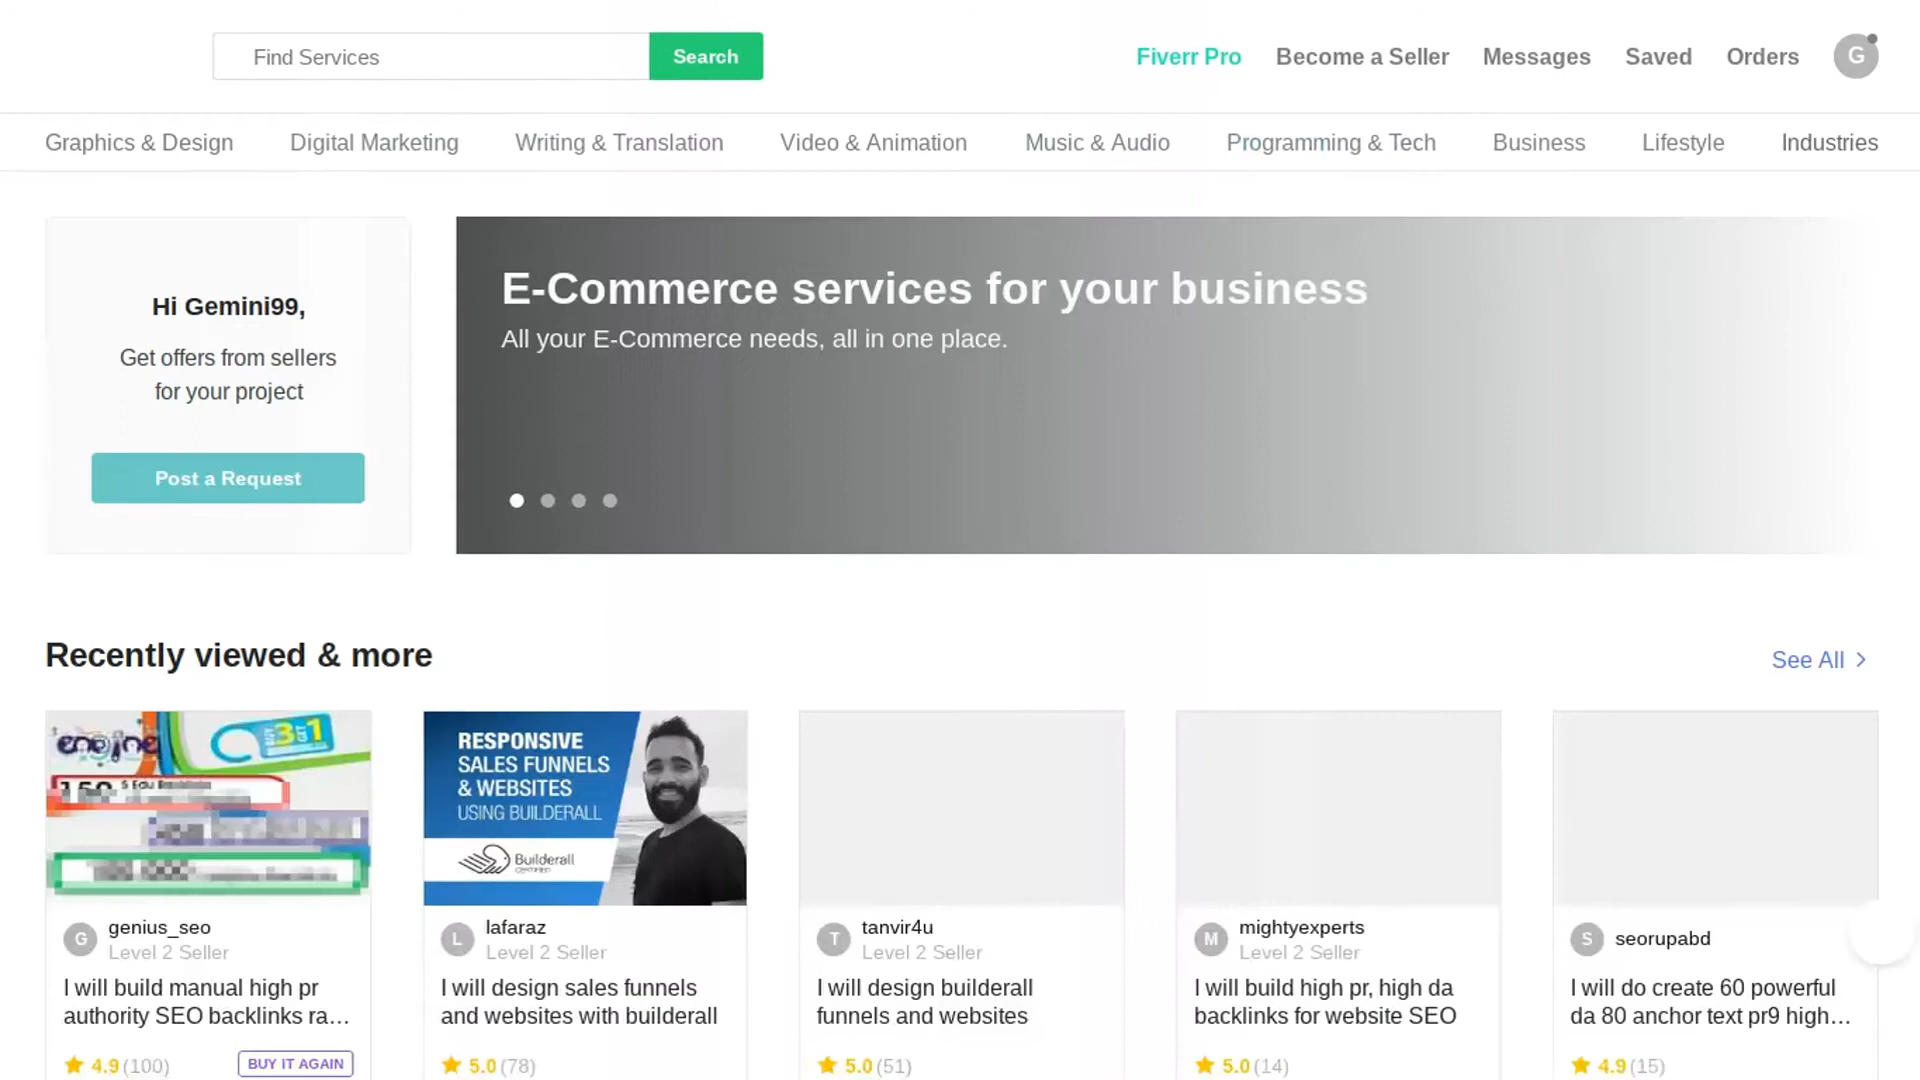 Find Services
Search
Fiverr Pro
Become a Seller
Messages
Saved
Orders
G
Graphics & Design
Digital Marketing
Writing & Translation
Video & Animation
Music & Audio
Programming & Tech
Business
Lifestyle
Industries
Hi Gemini99,
Get offers from sellers
for your project
Post a Request
E-Commerce services for your business
All your E-Commerce needs, all in one place.
Recently viewed & more
See All
engine
BUY 3 GET 1
RESPONSIVE
SALES FUNNELS
& WEBSITES
USING BUILDERALL
Builderall
CERTIFIED
G
genius_seo
Level 2 Seller
I will build manual high pr
authority SEO backlinks ra...
4.9 (100)
BUY IT AGAIN
L
lafaraz
Level 2 Seller
I will design sales funnels
and websites with builderall
5.0 (78)
T
tanvir4u
Level 2 Seller
I will design builderall
funnels and websites
5.0 (51)
M
mightyexperts
Level 2 Seller
I will build high pr, high da
backlinks for website SEO
5.0 (14)
S
seorupabd
I will do create 60 powerful
da 80 anchor text pr9 high...
4.9 (15)